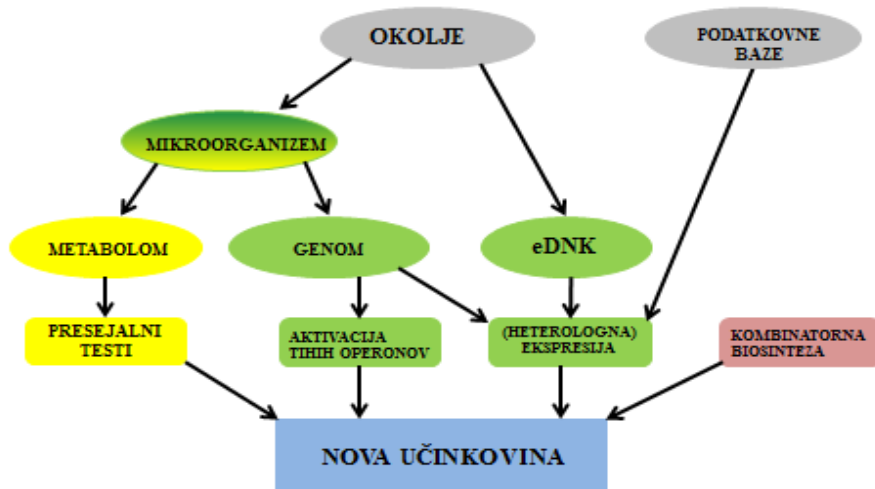 OKOLJE
PODATKOVNE
BAZE
MIKROORGANIZEM
METABOLOM
GENOM
eDNK
PRESEJALNI
TESTI
AKTIVACIJA
TIHIH OPERONOV
(HETEROLOGNA)
EKSPRESIJA
KOMBINATORNA
BIOSINTEZA
NOVA UČINKOVINA